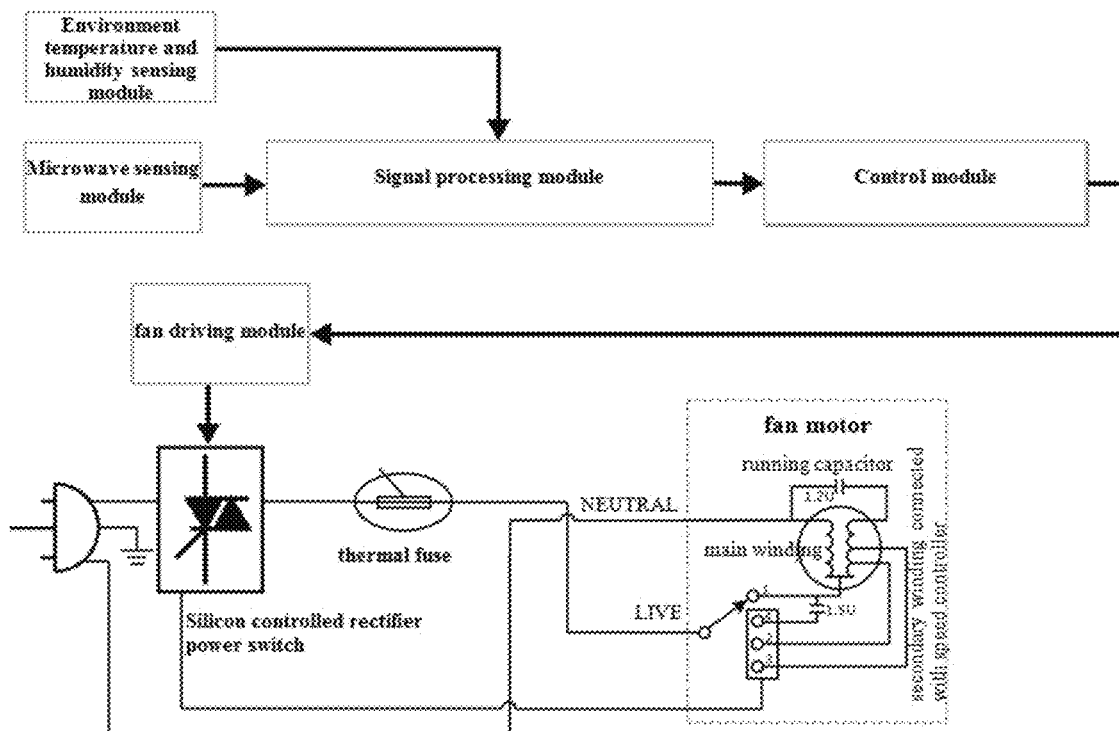 Environment
temperature and
humidity sensing
module
Microwave sensing
module
Signal processing module
Control module
fan driving module
fan motor
running capacitor
NEUTRAL
main winding
secondary winding connected
with speed controller
thermal fuse
LIVE
Silicon controlled rectifier
power switch